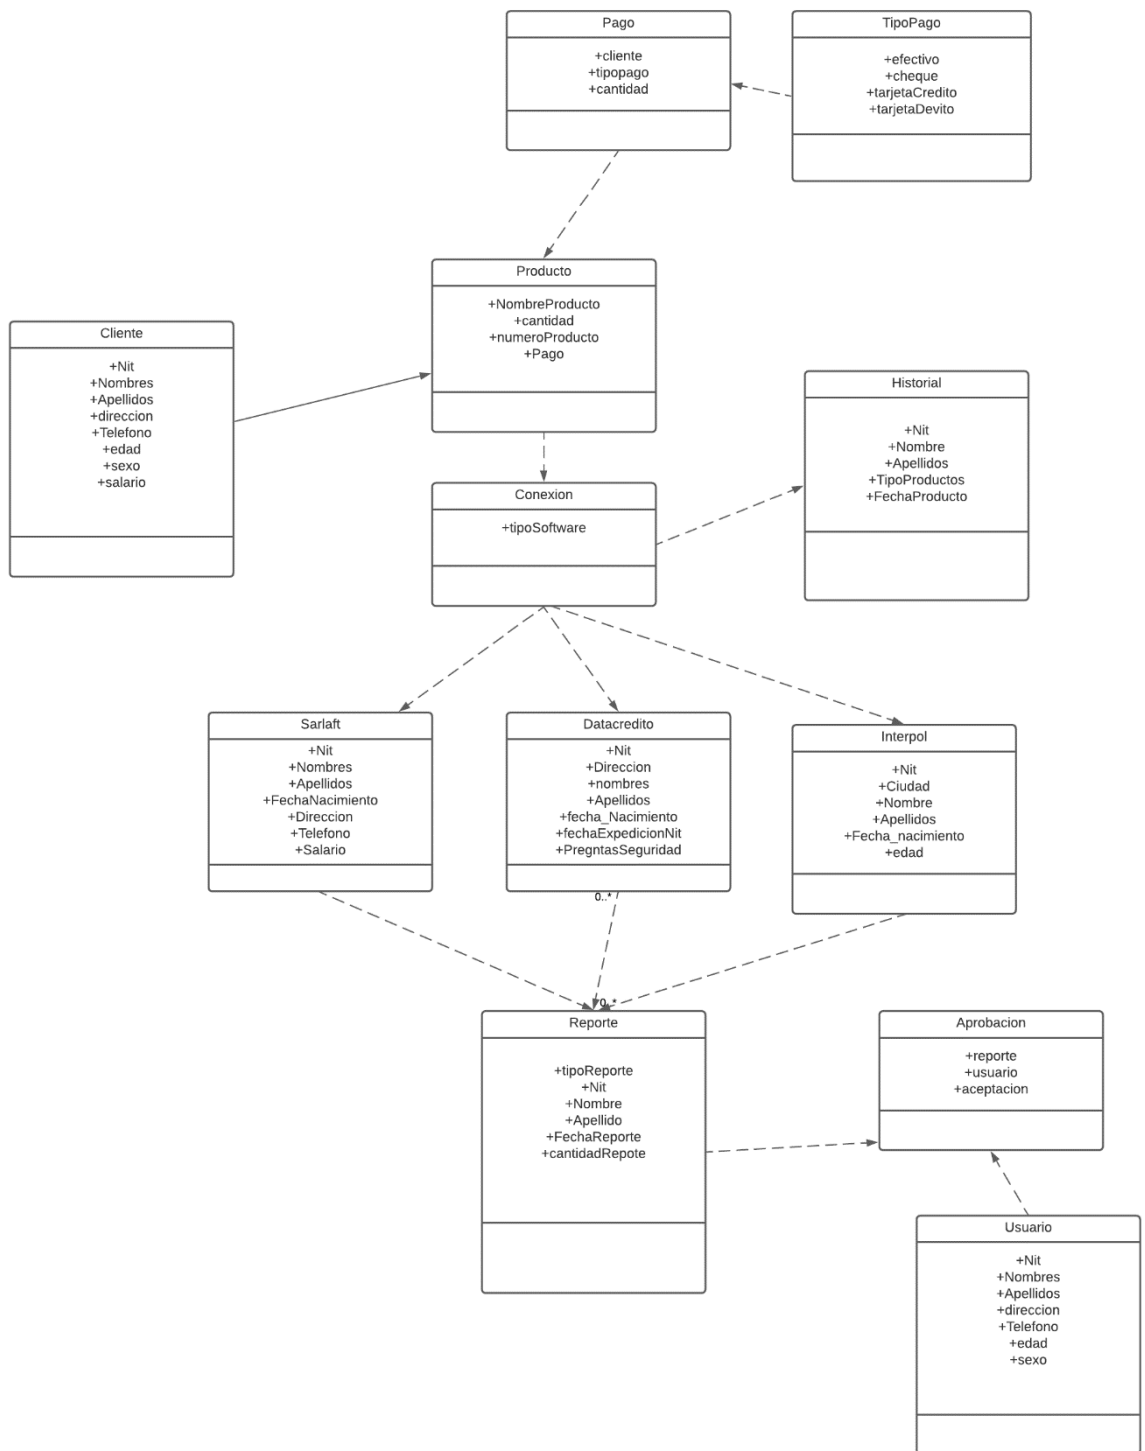 Pago
+cliente
+tipopago
+cantidad
TipoPago
+efectivo
+cheque
+tarjetaCredito
+tarjetaDevito
Producto
+NombreProducto
+cantidad
+numeroProducto
+Pago
Cliente
+Nit
+Nombres
+Apellidos
+direccion
+Telefono
+edad
+sexo
+salario
Historial
+Nit
+Nombre
+Apellidos
+TipoProductos
+FechaProducto
Conexion
+tipoSoftware
Sarlaft
+Nit
+Nombres
+Apellidos
+FechaNacimiento
+Direccion
+Telefono
+Salario
Datacredito
+Nit
+Direccion
+nombres
+Apellidos
+fecha_Nacimiento
+fechaExpedicionNit
+PregntasSeguridad
0..*
Interpol
+Nit
+Ciudad
+Nombre
+Apellidos
+Fecha_nacimiento
+edad
0..*
Reporte
+tipoReporte
+Nit
+Nombre
+Apellido
+FechaReporte
+cantidadRepote
Aprobacion
+reporte
+usuario
+aceptacion
Usuario
+Nit
+Nombres
+Apellidos
+direccion
+Telefono
+edad
+sexo